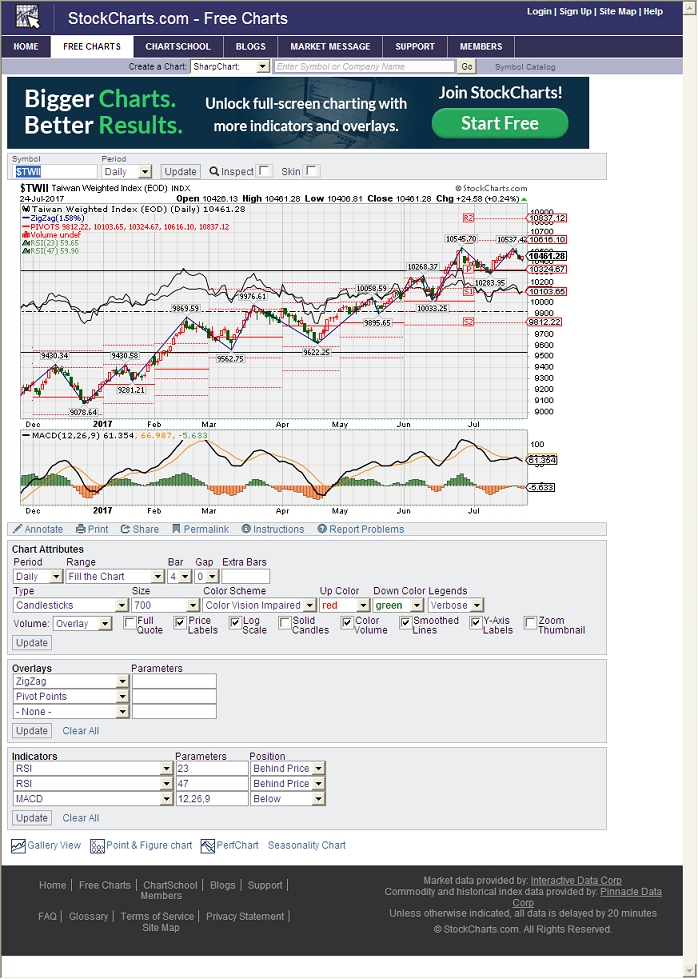 StockCharts.com - Free Charts
Login | Sign Up | Site Map | Help
HOME FREE CHARTS CHARTSCHOOL BLOGS MARKET MESSAGE SUPPORT MEMBERS
Create a Chart: SharpChart: Enter Symbol or Company Name Go Symbol Catalog
Bigger Charts.
Better Results.
Unlock full-screen charting with
more indicators and overlays.
Join StockCharts!
Start Free
Symbol Period
$TWII Daily Update Inspect Skin
$TWII Taiwan Weighted Index (EOD) INDX © StockCharts.com
24-Jul-2017 Open 10426.13 High 10461.28 Low 10406.81 Close 10461.28 Chg +24.58 (+0.24%)
Taiwan Weighted Index (EOD) (Daily) 10461.28
ZigZag(1.58%)
PIVOTS 9812.22, 10103.65, 10324.67, 10616.10, 10837.12
Volume undef
RSI(23) 59.65
RSI(47) 59.90
R2 10837.12
10616.10
10545.70 10537.42
10461.28
10268.37 P 10324.67
10283.95 10200
10058.59 S1 10103.65
9976.61 10033.25 10000
9900
9869.59 9895.65 S2 9812.22
9700
9622.25 9600
9562.75 9500
9430.34 9430.58 9400
9300
9281.21 9200
9100
9078.64 9000
Dec 2017 Feb Mar Apr May Jun Jul
MACD(12,26,9) 61.354, 66.987, -5.633
100
61.354
-5.633
Dec 2017 Feb Mar Apr May Jun Jul
Annotate Print Share Permalink Instructions Report Problems
Chart Attributes
Period Range Bar Gap Extra Bars
Daily Fill the Chart 4 0
Type Size Color Scheme Up Color Down Color Legends
Candlesticks 700 Color Vision Impaired red green Verbose
Volume: Overlay Full Quote Price Labels Log Scale Solid Candles Color Volume Smoothed Lines Y-Axis Labels Zoom Thumbnail
Update
Overlays Parameters
ZigZag
Pivot Points
- None -
Update Clear All
Indicators Parameters Position
RSI 23 Behind Price
RSI 47 Behind Price
MACD 12,26,9 Below
Update Clear All
Gallery View Point & Figure chart PerfChart Seasonality Chart
Home | Free Charts | ChartSchool | Blogs | Support |
Members
FAQ | Glossary | Terms of Service | Privacy Statement |
Site Map
Market data provided by: Interactive Data Corp
Commodity and historical index data provided by: Pinnacle Data
Corp
Unless otherwise indicated, all data is delayed by 20 minutes
© StockCharts.com. All Rights Reserved.